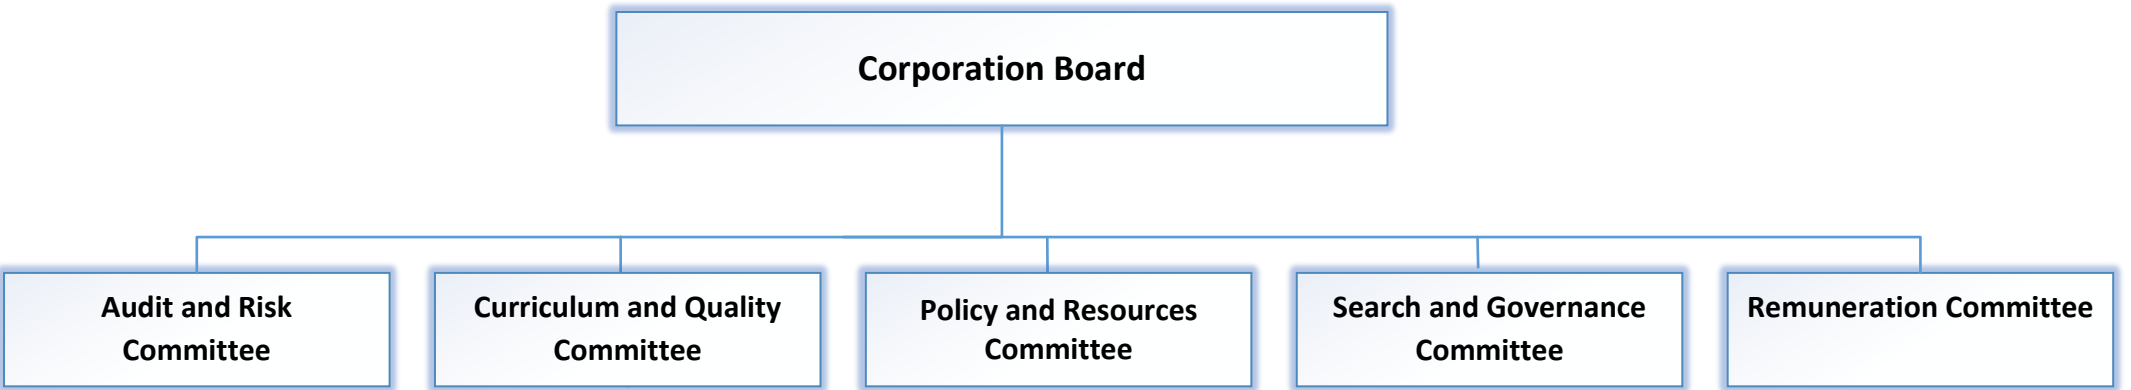 Corporation Board
Audit and Risk
Committee
Curriculum and Quality
Committee
Policy and Resources
Committee
Search and Governance
Committee
Remuneration Committee